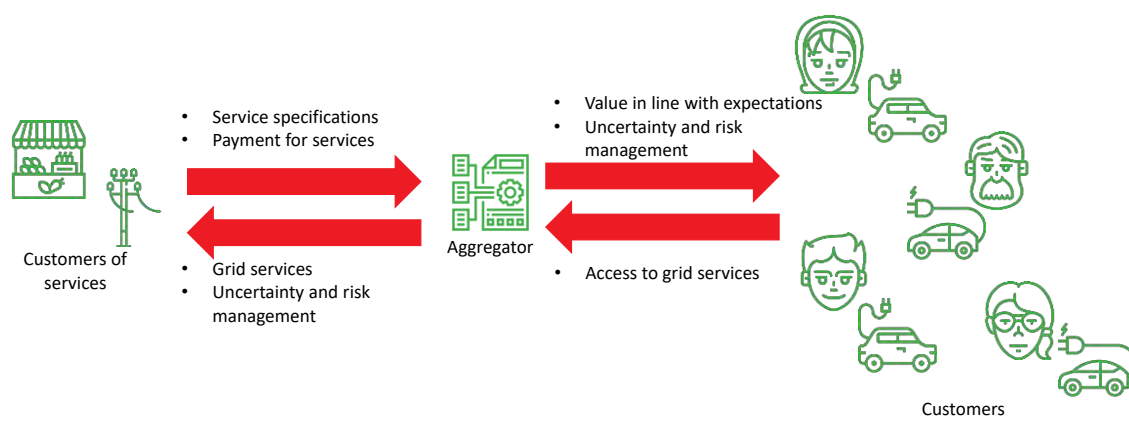 • Service specifications
• Payment for services
• Value in line with expectations
• Uncertainty and risk
management
Customers of
services
Aggregator
• Grid services
• Uncertainty and risk
management
• Access to grid services
Customers